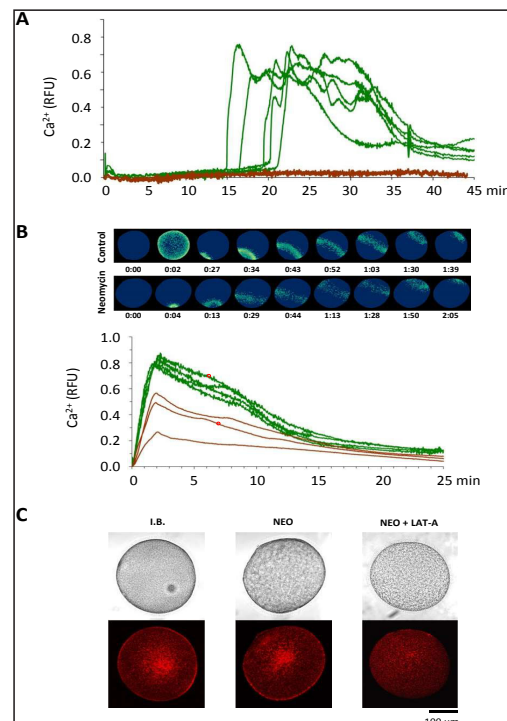 A
Ca²⁺ (RFU)
0.8
0.6
0.4
0.2
0.0
0 5 10 15 20 25 30 35 40 45 min
B
Control
0:00 0:02 0:27 0:34 0:43 0:52 1:03 1:30 1:39
Neomycin
0:00 0:04 0:13 0:29 0:44 1:13 1:28 1:50 2:05
Ca²⁺ (RFU)
1.0
0.8
0.6
0.4
0.2
0.0
0 5 10 15 20 25 min
C
I.B. NEO NEO + LAT-A
100 µm